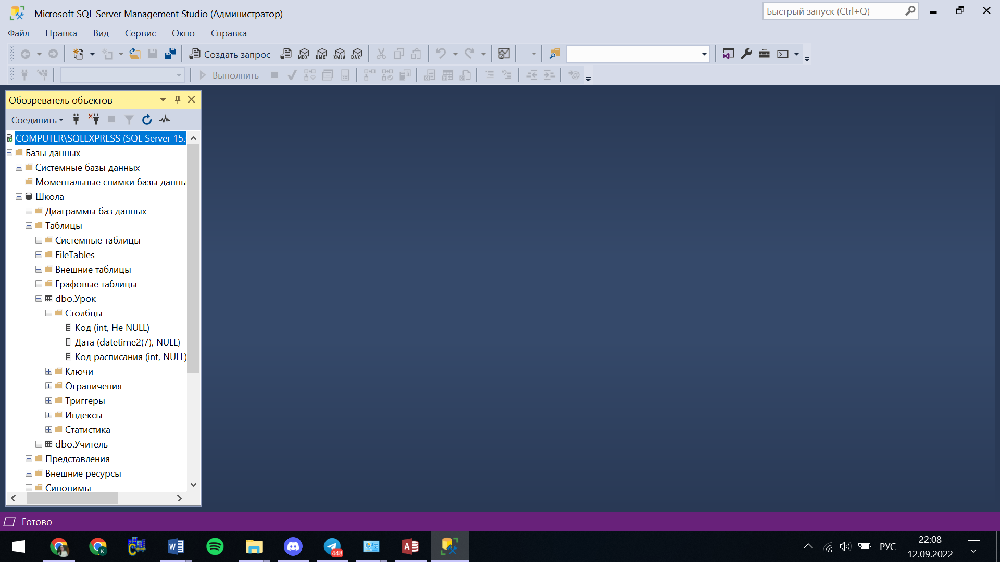 Microsoft SQL Server Management Studio (Администратор)
Быстрый запуск (Ctrl+Q)
Файл Правка Вид Сервис Окно Справка
Создать запрос MDX DMX XMLA DAX
Выполнить
Обозреватель объектов
Соединить
COMPUTER\SQLEXPRESS (SQL Server 15.
Базы данных
Системные базы данных
Моментальные снимки базы данны
Школа
Диаграммы баз данных
Таблицы
Системные таблицы
FileTables
Внешние таблицы
Графовые таблицы
dbo.Урок
Столбцы
Код (int, Не NULL)
Дата (datetime2(7), NULL)
Код расписания (int, NULL)
Ключи
Ограничения
Триггеры
Индексы
Статистика
dbo.Учитель
Представления
Внешние ресурсы
Синонимы
Готово
K
C++
W
448
A
РУС
22:08
12.09.2022